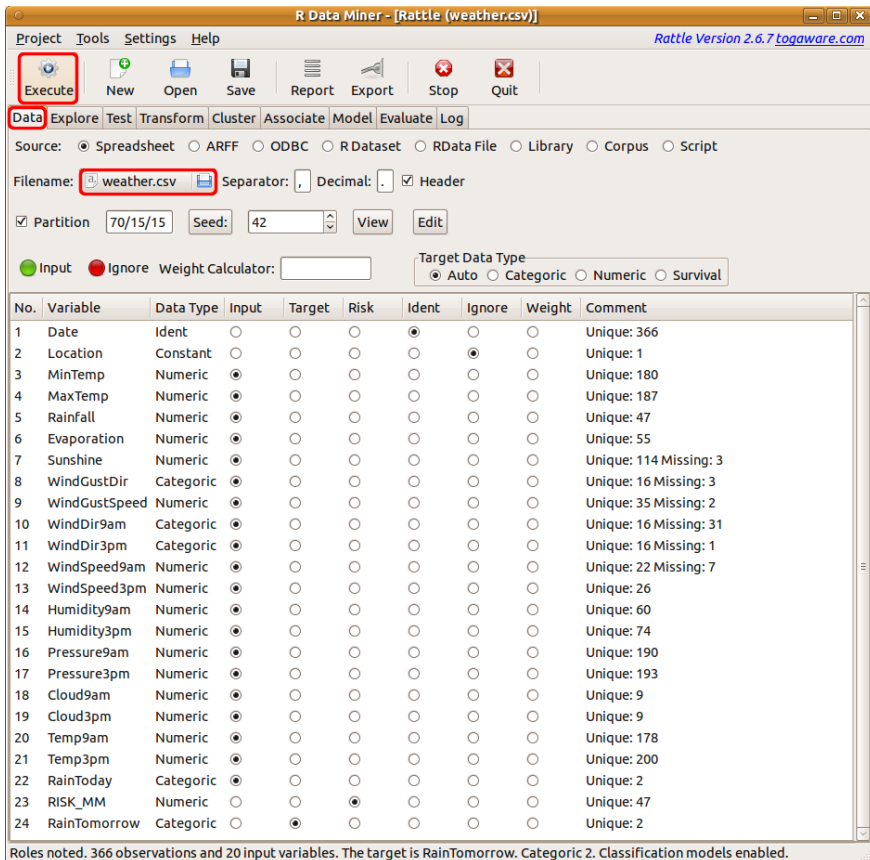 R Data Miner - [Rattle (weather.csv)]
Project Tools Settings Help Rattle Version 2.6.7 togaware.com
Execute New Open Save Report Export Stop Quit
Data Explore Test Transform Cluster Associate Model Evaluate Log
Source: Spreadsheet ARFF ODBC R Dataset RData File Library Corpus Script
Filename: weather.csv Separator: , Decimal: . Header
Partition 70/15/15 Seed: 42 View Edit
Target Data Type
Input Ignore Weight Calculator: Auto Categoric Numeric Survival
No. Variable Data Type Input Target Risk Ident Ignore Weight Comment
1 Date Ident Unique: 366
2 Location Constant Unique: 1
3 MinTemp Numeric Unique: 180
4 MaxTemp Numeric Unique: 187
5 Rainfall Numeric Unique: 47
6 Evaporation Numeric Unique: 55
7 Sunshine Numeric Unique: 114 Missing: 3
8 WindGustDir Categoric Unique: 16 Missing: 3
9 WindGustSpeed Numeric Unique: 35 Missing: 2
10 WindDir9am Categoric Unique: 16 Missing: 31
11 WindDir3pm Categoric Unique: 16 Missing: 1
12 WindSpeed9am Numeric Unique: 22 Missing: 7
13 WindSpeed3pm Numeric Unique: 26
14 Humidity9am Numeric Unique: 60
15 Humidity3pm Numeric Unique: 74
16 Pressure9am Numeric Unique: 190
17 Pressure3pm Numeric Unique: 193
18 Cloud9am Numeric Unique: 9
19 Cloud3pm Numeric Unique: 9
20 Temp9am Numeric Unique: 178
21 Temp3pm Numeric Unique: 200
22 RainToday Categoric Unique: 2
23 RISK_MM Numeric Unique: 47
24 RainTomorrow Categoric Unique: 2
Roles noted. 366 observations and 20 input variables. The target is RainTomorrow. Categoric 2. Classification models enabled.